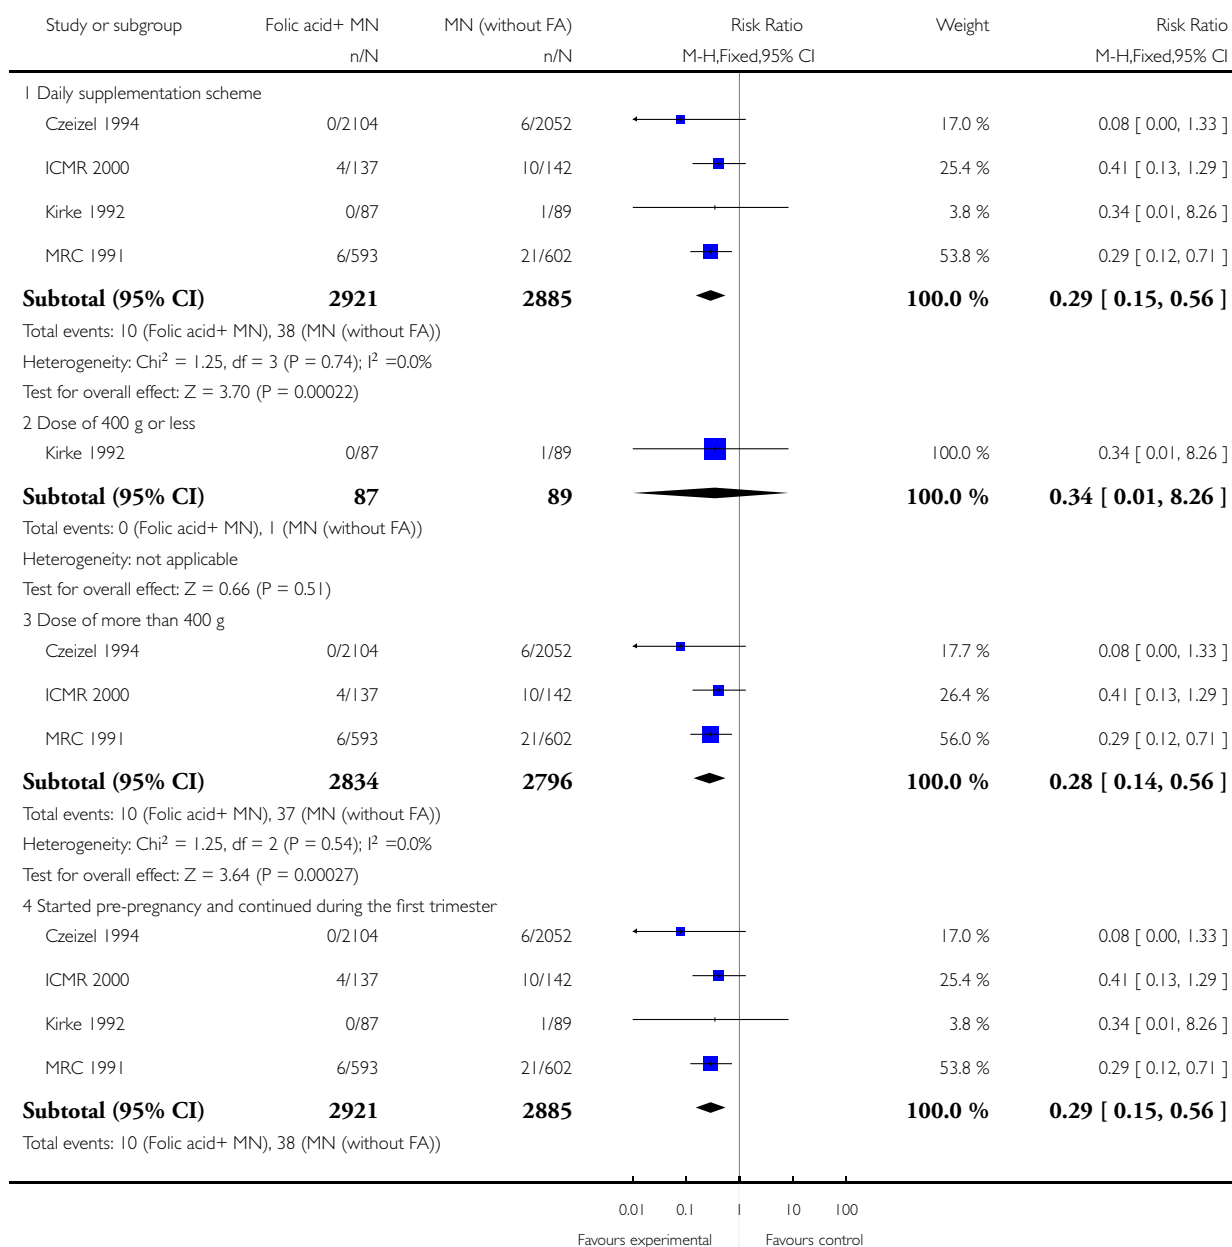 Study or subgroup Folic acid+ MN MN (without FA) Risk Ratio Weight Risk Ratio
n/N n/N M-H,Fixed,95% CI M-H,Fixed,95% CI
1 Daily supplementation scheme
Czeizel 1994 0/2104 6/2052 17.0 % 0.08 [ 0.00, 1.33 ]
ICMR 2000 4/137 10/142 25.4 % 0.41 [ 0.13, 1.29 ]
Kirke 1992 0/87 1/89 3.8 % 0.34 [ 0.01, 8.26 ]
MRC 1991 6/593 21/602 53.8 % 0.29 [ 0.12, 0.71 ]
Subtotal (95% CI) 2921 2885 100.0 % 0.29 [ 0.15, 0.56 ]
Total events: 10 (Folic acid+ MN), 38 (MN (without FA))
Heterogeneity: Chi² = 1.25, df = 3 (P = 0.74); I² =0.0%
Test for overall effect: Z = 3.70 (P = 0.00022)
2 Dose of 400 g or less
Kirke 1992 0/87 1/89 100.0 % 0.34 [ 0.01, 8.26 ]
Subtotal (95% CI) 87 89 100.0 % 0.34 [ 0.01, 8.26 ]
Total events: 0 (Folic acid+ MN), 1 (MN (without FA))
Heterogeneity: not applicable
Test for overall effect: Z = 0.66 (P = 0.51)
3 Dose of more than 400 g
Czeizel 1994 0/2104 6/2052 17.7 % 0.08 [ 0.00, 1.33 ]
ICMR 2000 4/137 10/142 26.4 % 0.41 [ 0.13, 1.29 ]
MRC 1991 6/593 21/602 56.0 % 0.29 [ 0.12, 0.71 ]
Subtotal (95% CI) 2834 2796 100.0 % 0.28 [ 0.14, 0.56 ]
Total events: 10 (Folic acid+ MN), 37 (MN (without FA))
Heterogeneity: Chi² = 1.25, df = 2 (P = 0.54); I² =0.0%
Test for overall effect: Z = 3.64 (P = 0.00027)
4 Started pre-pregnancy and continued during the first trimester
Czeizel 1994 0/2104 6/2052 17.0 % 0.08 [ 0.00, 1.33 ]
ICMR 2000 4/137 10/142 25.4 % 0.41 [ 0.13, 1.29 ]
Kirke 1992 0/87 1/89 3.8 % 0.34 [ 0.01, 8.26 ]
MRC 1991 6/593 21/602 53.8 % 0.29 [ 0.12, 0.71 ]
Subtotal (95% CI) 2921 2885 100.0 % 0.29 [ 0.15, 0.56 ]
Total events: 10 (Folic acid+ MN), 38 (MN (without FA))
0.01 0.1 1 10 100
Favours experimental Favours control